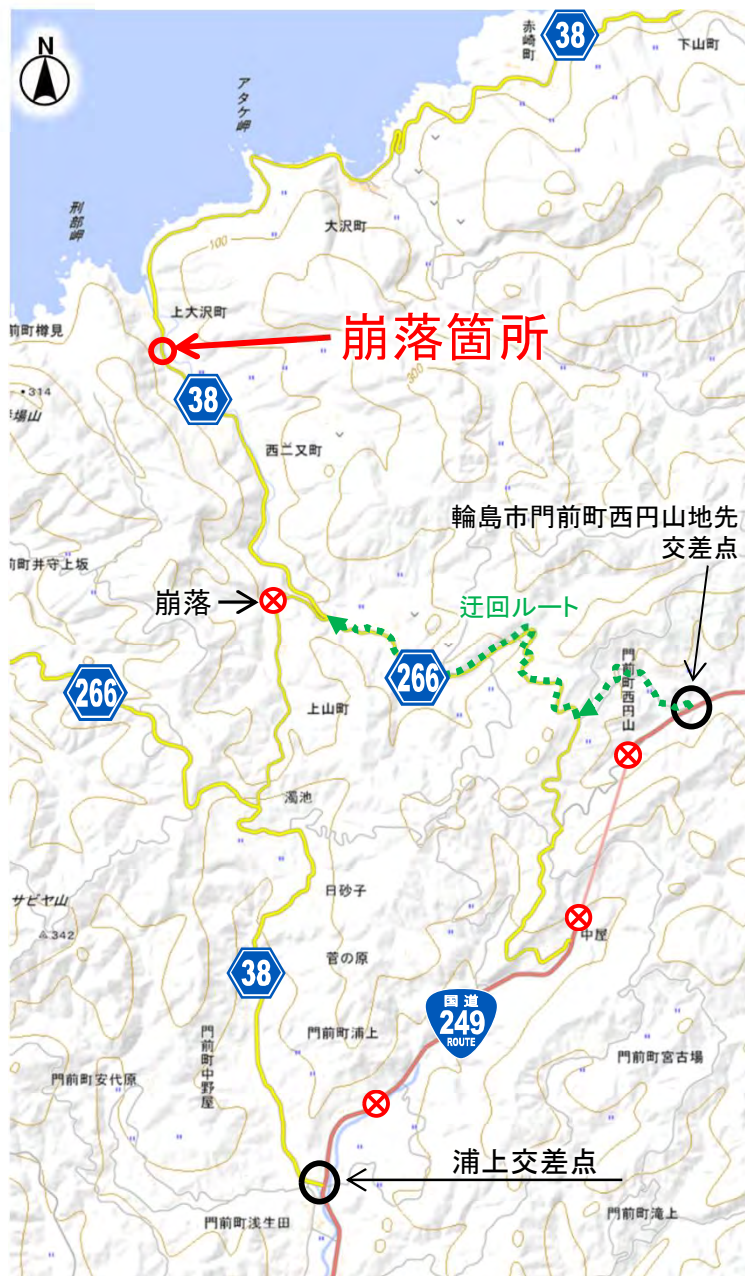 N
38
赤崎町
下山町
アタケ岬
刑部岬
大沢町
100
上大沢町
前町樽見
崩落箇所
・314
38
300
場山
西二又町
輪島市門前町西円山地先
交差点
前町井守上坂
崩落
迂回ルート
266
266
門前町西円山
上山町
濁池
日砂子
サビヤ山
342
中屋
菅の原
38
国道
249
ROUTE
門前町浦上
門前町中野屋
門前町宮古場
門前町安代原
浦上交差点
門前町浅生田
門前町滝上